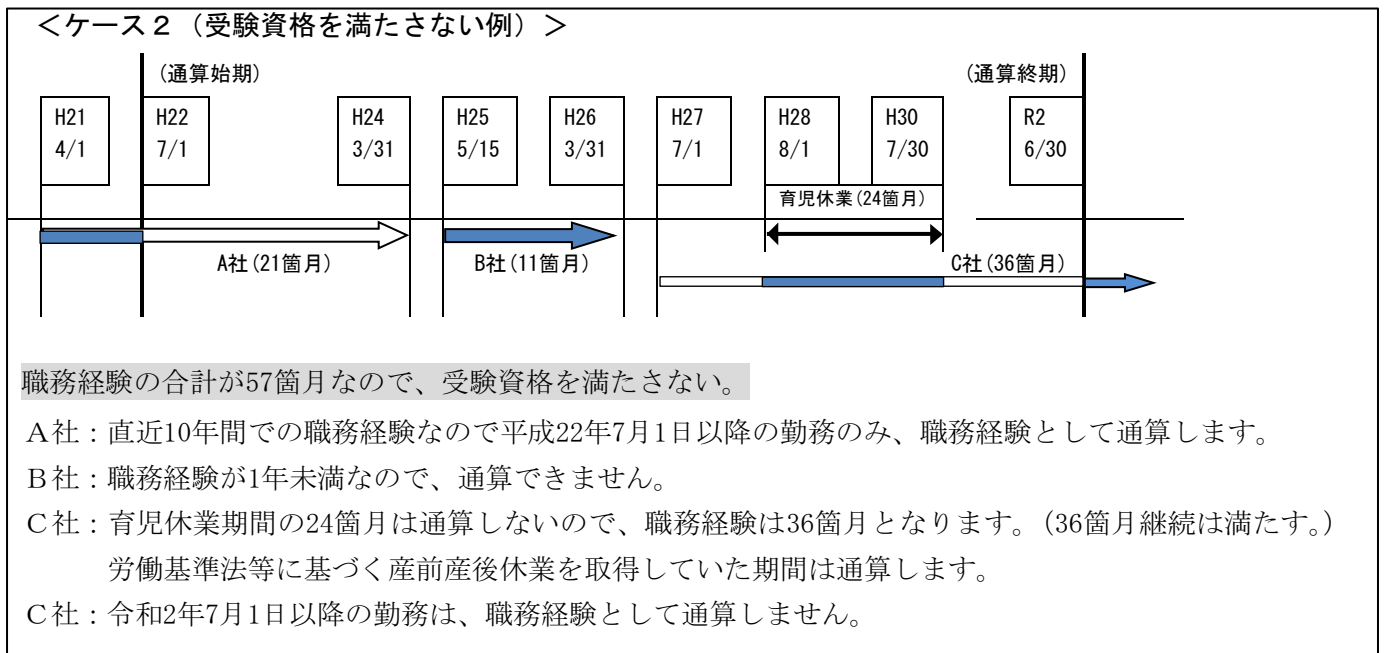 ＜ケース２（受験資格を満たさない例）＞
（通算始期）
（通算終期）
H21 4/1
H22 7/1
H24 3/31
H25 5/15
H26 3/31
H27 7/1
H28 8/1
H30 7/30
R2 6/30
育児休業(24箇月)
A社(21箇月)
B社(11箇月)
C社(36箇月)
職務経験の合計が57箇月なので、受験資格を満たさない。
Ａ社：直近10年間での職務経験なので平成22年7月1日以降の勤務のみ、職務経験として通算します。
Ｂ社：職務経験が1年未満なので、通算できません。
Ｃ社：育児休業期間の24箇月は通算しないので、職務経験は36箇月となります。（36箇月継続は満たす。）
労働基準法等に基づく産前産後休業を取得していた期間は通算します。
Ｃ社：令和2年7月1日以降の勤務は、職務経験として通算しません。